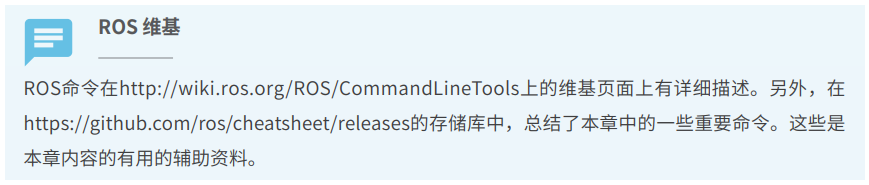 ROS 维基
ROS命令在http://wiki.ros.org/ROS/CommandLineTools上的维基页面上有详细描述。另外，在
https://github.com/ros/cheatsheet/releases的存储库中，总结了本章中的一些重要命令。这些是
本章内容的有用的辅助资料。